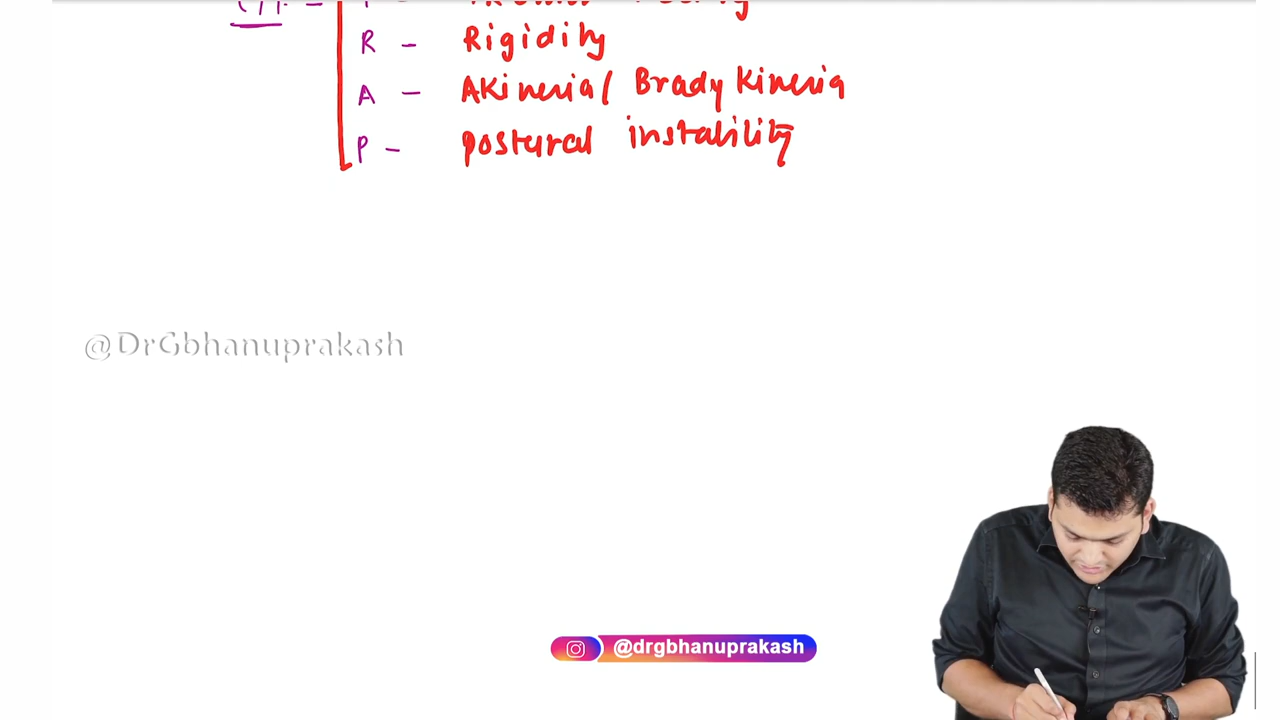 R - Rigidity
A - AKinesia/ BradyKinesia
P - postural instability
@DrGbhanuprakash
@drgbhanuprakash